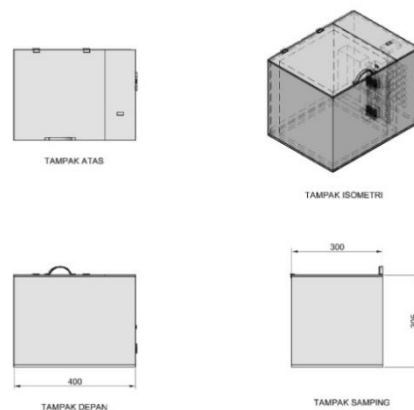 TAMPAK ATAS
TAMPAK ISOMETRI
300
400
TAMPAK DEPAN
TAMPAK SAMPING